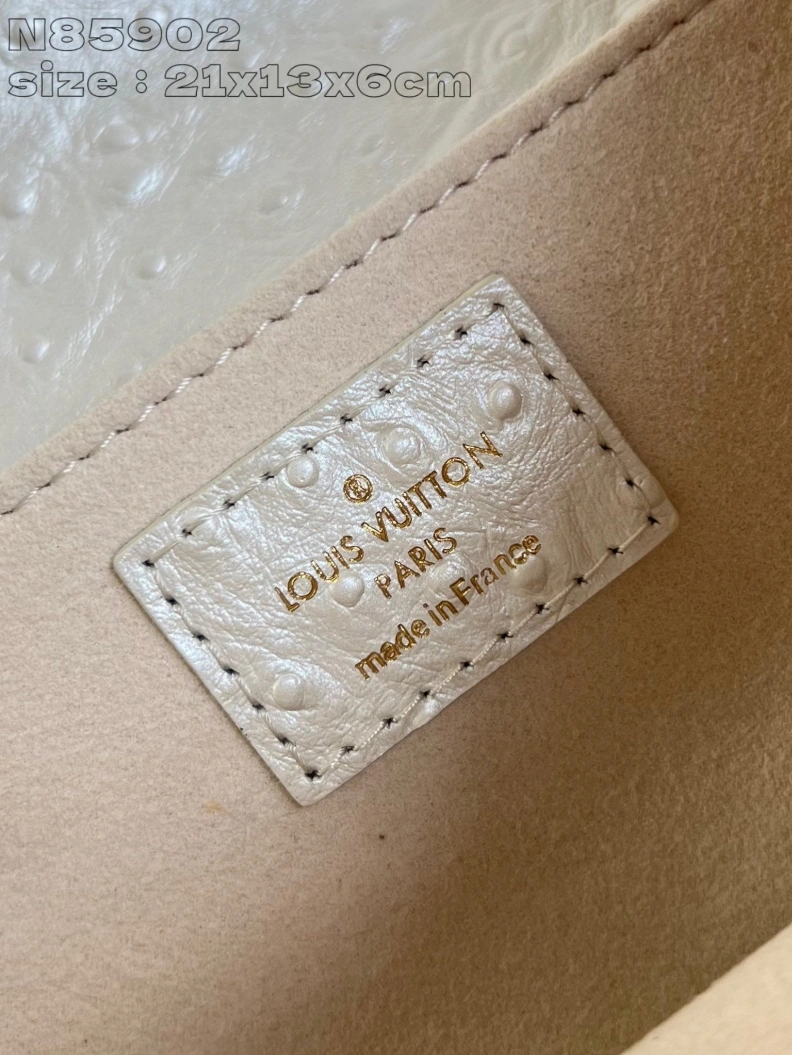 N85902
size : 21x13x6cm
®
LOUIS VUITTON
PARIS
made in France